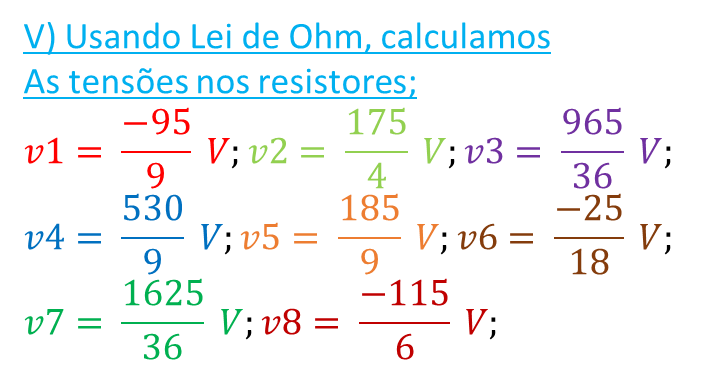 V) Usando Lei de Ohm, calculamos
As tensões nos resistores;
v1 = −95/9 V; v2 = 175/4 V; v3 = 965/36 V;
v4 = 530/9 V; v5 = 185/9 V; v6 = −25/18 V;
v7 = 1625/36 V; v8 = −115/6 V;